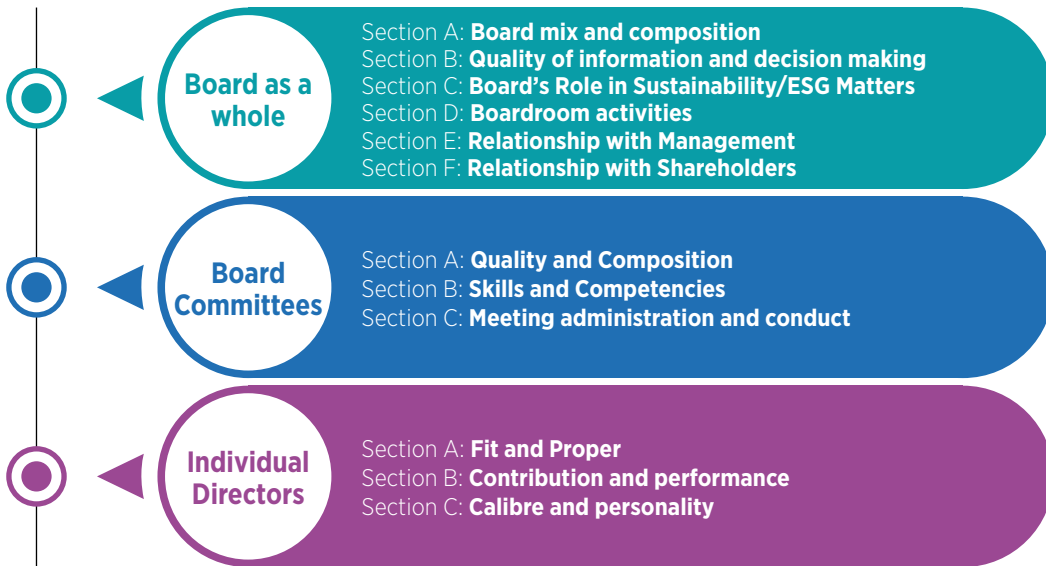 Board as a
whole
Section A: Board mix and composition
Section B: Quality of information and decision making
Section C: Board's Role in Sustainability/ESG Matters
Section D: Boardroom activities
Section E: Relationship with Management
Section F: Relationship with Shareholders
Board
Committees
Section A: Quality and Composition
Section B: Skills and Competencies
Section C: Meeting administration and conduct
Individual
Directors
Section A: Fit and Proper
Section B: Contribution and performance
Section C: Calibre and personality